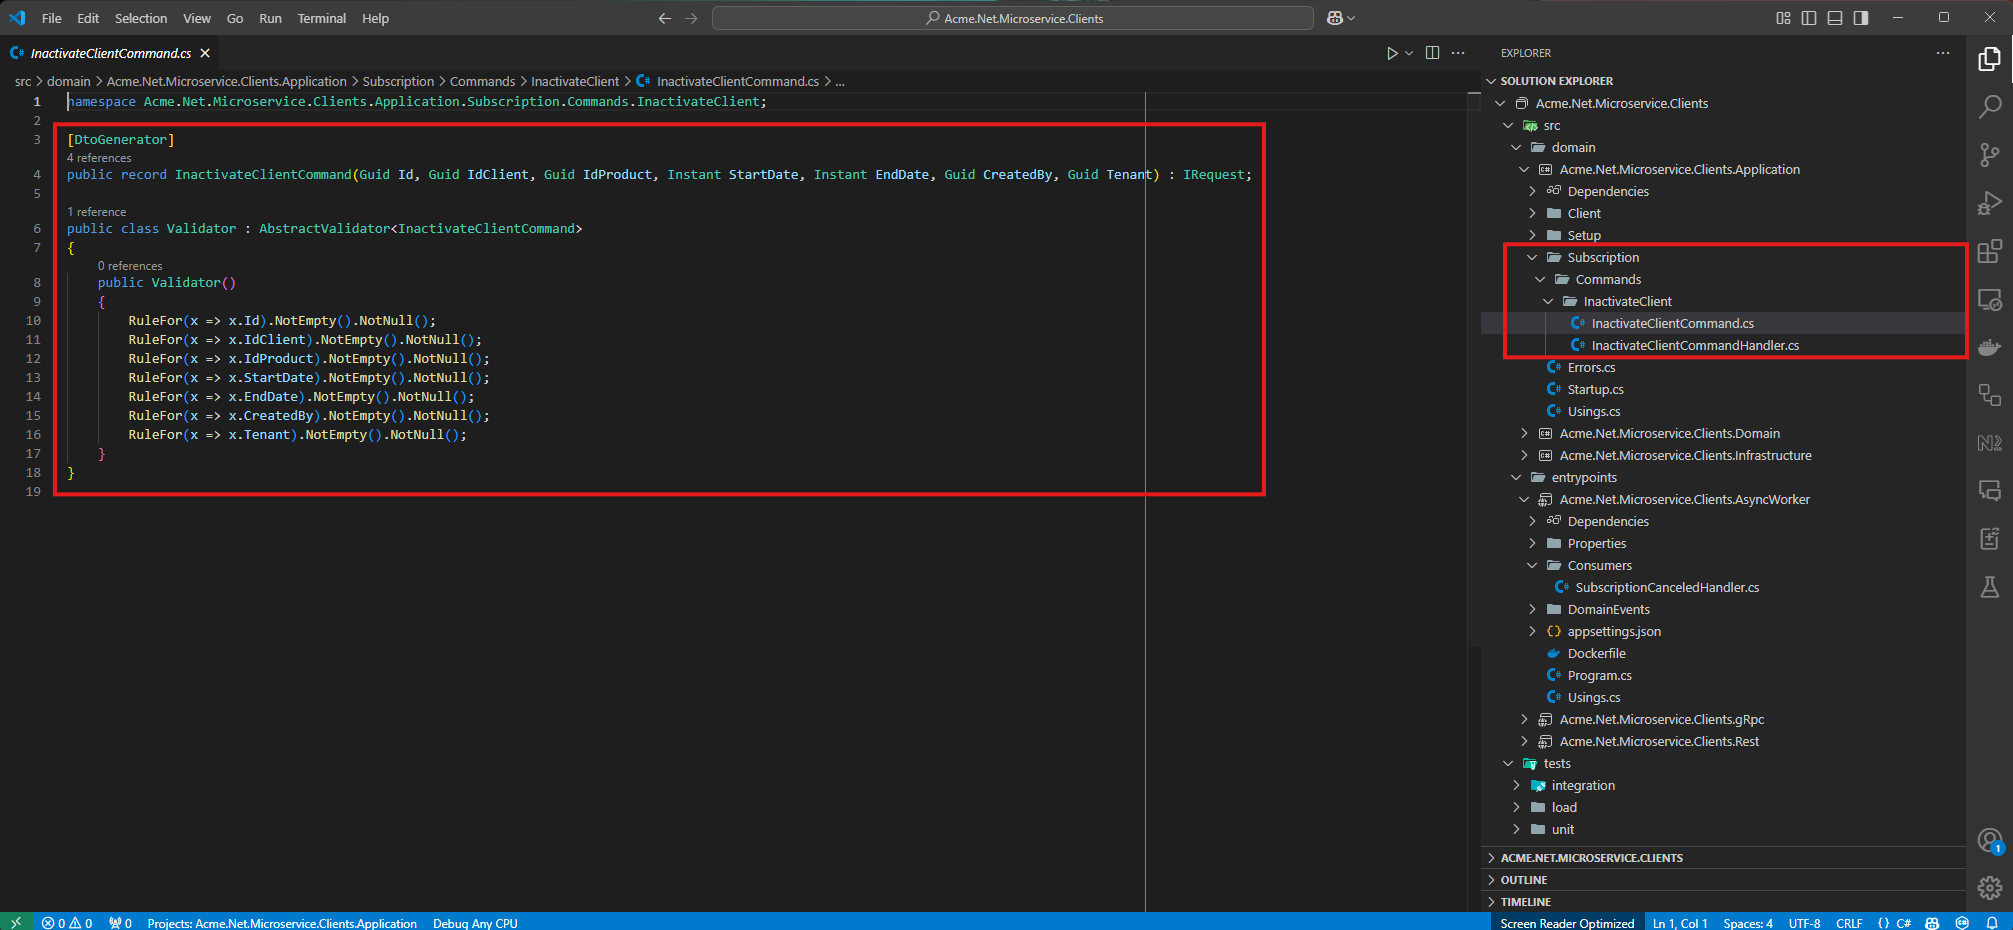 File Edit Selection View Go Run Terminal Help
Acme.Net.Microservice.Clients
InactivateClientCommand.cs
src > domain > Acme.Net.Microservice.Clients.Application > Subscription > Commands > InactivateClient > InactivateClientCommand.cs > ...
1 namespace Acme.Net.Microservice.Clients.Application.Subscription.Commands.InactivateClient;
2
3 [DtoGenerator]
4 references
4 public record InactivateClientCommand(Guid Id, Guid IdClient, Guid IdProduct, Instant StartDate, Instant EndDate, Guid CreatedBy, Guid Tenant) : IRequest;
5
1 reference
6 public class Validator : AbstractValidator<InactivateClientCommand>
7 {
0 references
8 public Validator()
9 {
10 RuleFor(x => x.Id).NotEmpty().NotNull();
11 RuleFor(x => x.IdClient).NotEmpty().NotNull();
12 RuleFor(x => x.IdProduct).NotEmpty().NotNull();
13 RuleFor(x => x.StartDate).NotEmpty().NotNull();
14 RuleFor(x => x.EndDate).NotEmpty().NotNull();
15 RuleFor(x => x.CreatedBy).NotEmpty().NotNull();
16 RuleFor(x => x.Tenant).NotEmpty().NotNull();
17 }
18 }
19
EXPLORER
SOLUTION EXPLORER
Acme.Net.Microservice.Clients
src
domain
Acme.Net.Microservice.Clients.Application
Dependencies
Client
Setup
Subscription
Commands
InactivateClient
InactivateClientCommand.cs
InactivateClientCommandHandler.cs
Errors.cs
Startup.cs
Usings.cs
Acme.Net.Microservice.Clients.Domain
Acme.Net.Microservice.Clients.Infrastructure
entrypoints
Acme.Net.Microservice.Clients.AsyncWorker
Dependencies
Properties
Consumers
SubscriptionCanceledHandler.cs
DomainEvents
appsettings.json
Dockerfile
Program.cs
Usings.cs
Acme.Net.Microservice.Clients.gRpc
Acme.Net.Microservice.Clients.Rest
tests
integration
load
unit
ACME.NET.MICROSERVICE.CLIENTS
OUTLINE
TIMELINE
1
0 0 0 Projects: Acme.Net.Microservice.Clients.Application Debug Any CPU
Screen Reader Optimized Ln 1, Col 1 Spaces: 4 UTF-8 CRLF {} C#